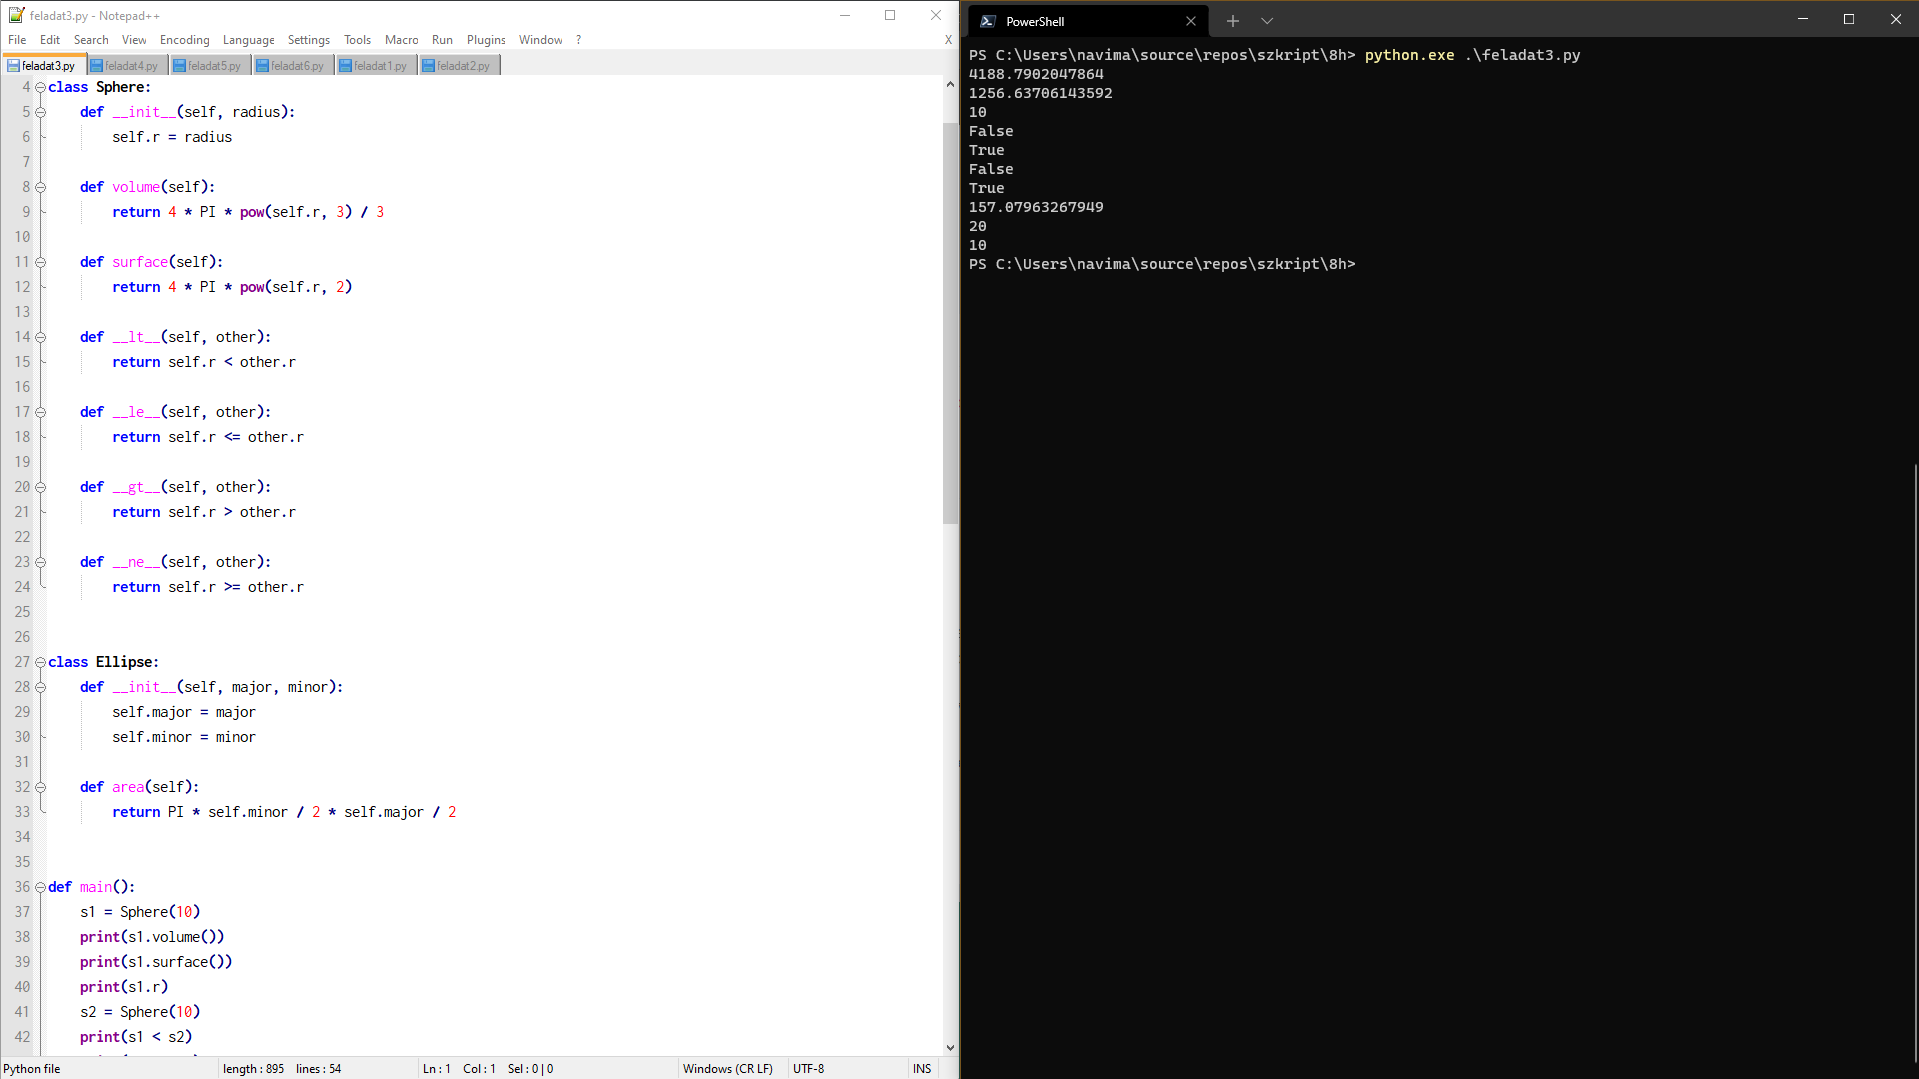 feladat3.py - Notepad++
File Edit Search View Encoding Language Settings Tools Macro Run Plugins Window ? X
feladat3.py feladat4.py feladat5.py feladat6.py feladat1.py feladat2.py
4 class Sphere:
5 def __init__(self, radius):
6 self.r = radius
7
8 def volume(self):
9 return 4 * PI * pow(self.r, 3) / 3
10
11 def surface(self):
12 return 4 * PI * pow(self.r, 2)
13
14 def __lt__(self, other):
15 return self.r < other.r
16
17 def __le__(self, other):
18 return self.r <= other.r
19
20 def __gt__(self, other):
21 return self.r > other.r
22
23 def __ne__(self, other):
24 return self.r >= other.r
25
26
27 class Ellipse:
28 def __init__(self, major, minor):
29 self.major = major
30 self.minor = minor
31
32 def area(self):
33 return PI * self.minor / 2 * self.major / 2
34
35
36 def main():
37 s1 = Sphere(10)
38 print(s1.volume())
39 print(s1.surface())
40 print(s1.r)
41 s2 = Sphere(10)
42 print(s1 < s2)
Python file length : 895 lines : 54 Ln : 1 Col : 1 Sel : 0 | 0 Windows (CR LF) UTF-8 INS
PowerShell
PS C:\Users\navima\source\repos\szkript\8h> python.exe .\feladat3.py
4188.7902047864
1256.63706143592
10
False
True
False
True
157.07963267949
20
10
PS C:\Users\navima\source\repos\szkript\8h>